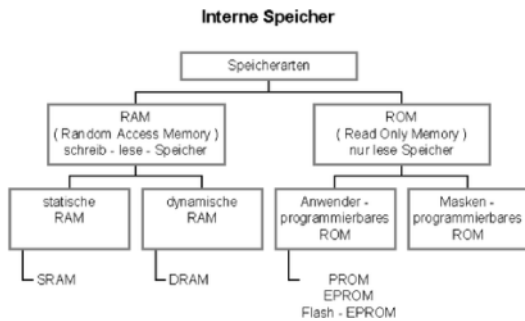 Interne Speicher
Speicherarten
RAM
( Random Access Memory )
schreib - lese - Speicher
ROM
( Read Only Memory )
nur lese Speicher
statische
RAM
dynamische
RAM
Anwender -
programmierbares
ROM
Masken -
programmierbares
ROM
SRAM
DRAM
PROM
EPROM
Flash - EPROM